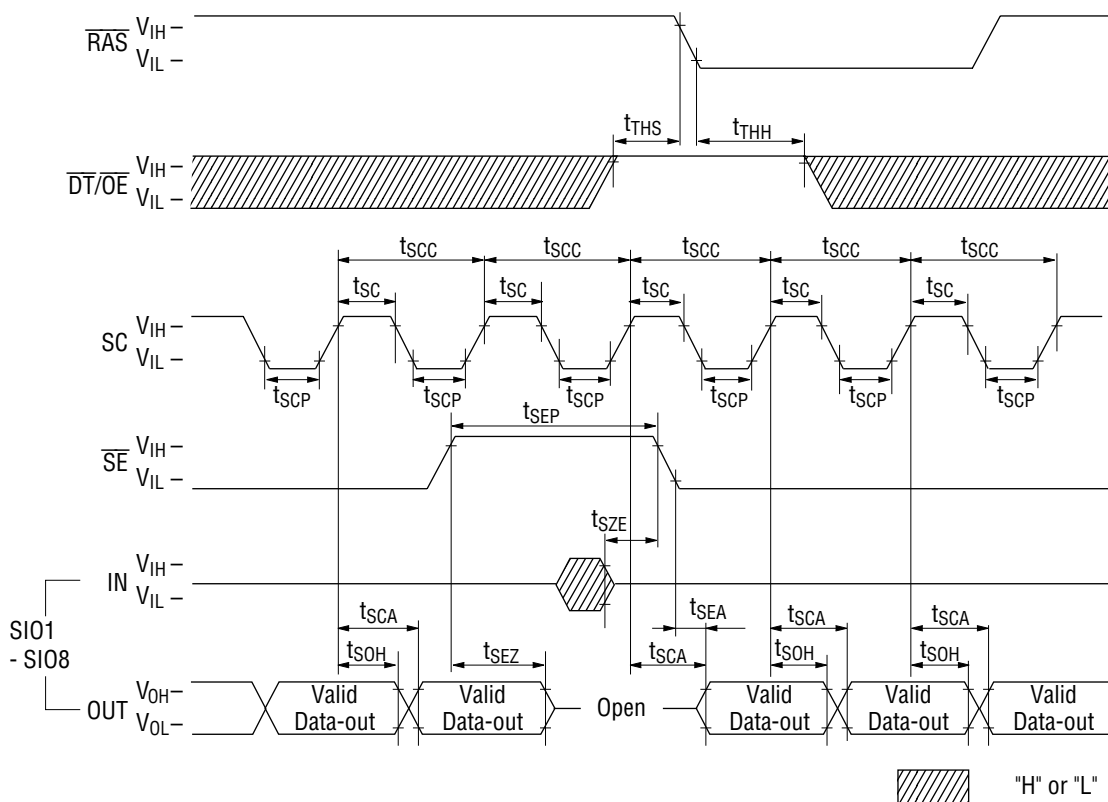 RAS VIH
VIL
tTHS tTHH
DT/OE VIH
VIL
tSCC tSCC tSCC tSCC tSCC
tSC tSC tSC tSC tSC
SC VIH
VIL
tSCP tSCP tSCP tSCP tSCP tSCP
tSEP
SE VIH
VIL
tSZE
IN VIH
VIL
SIO1
- SIO8
tSCA tSEA tSCA tSCA
tSOH tSEZ tSCA tSOH tSOH
OUT VOH
VOL
Valid Data-out
Valid Data-out
Open
Valid Data-out
Valid Data-out
Valid Data-out
"H" or "L"